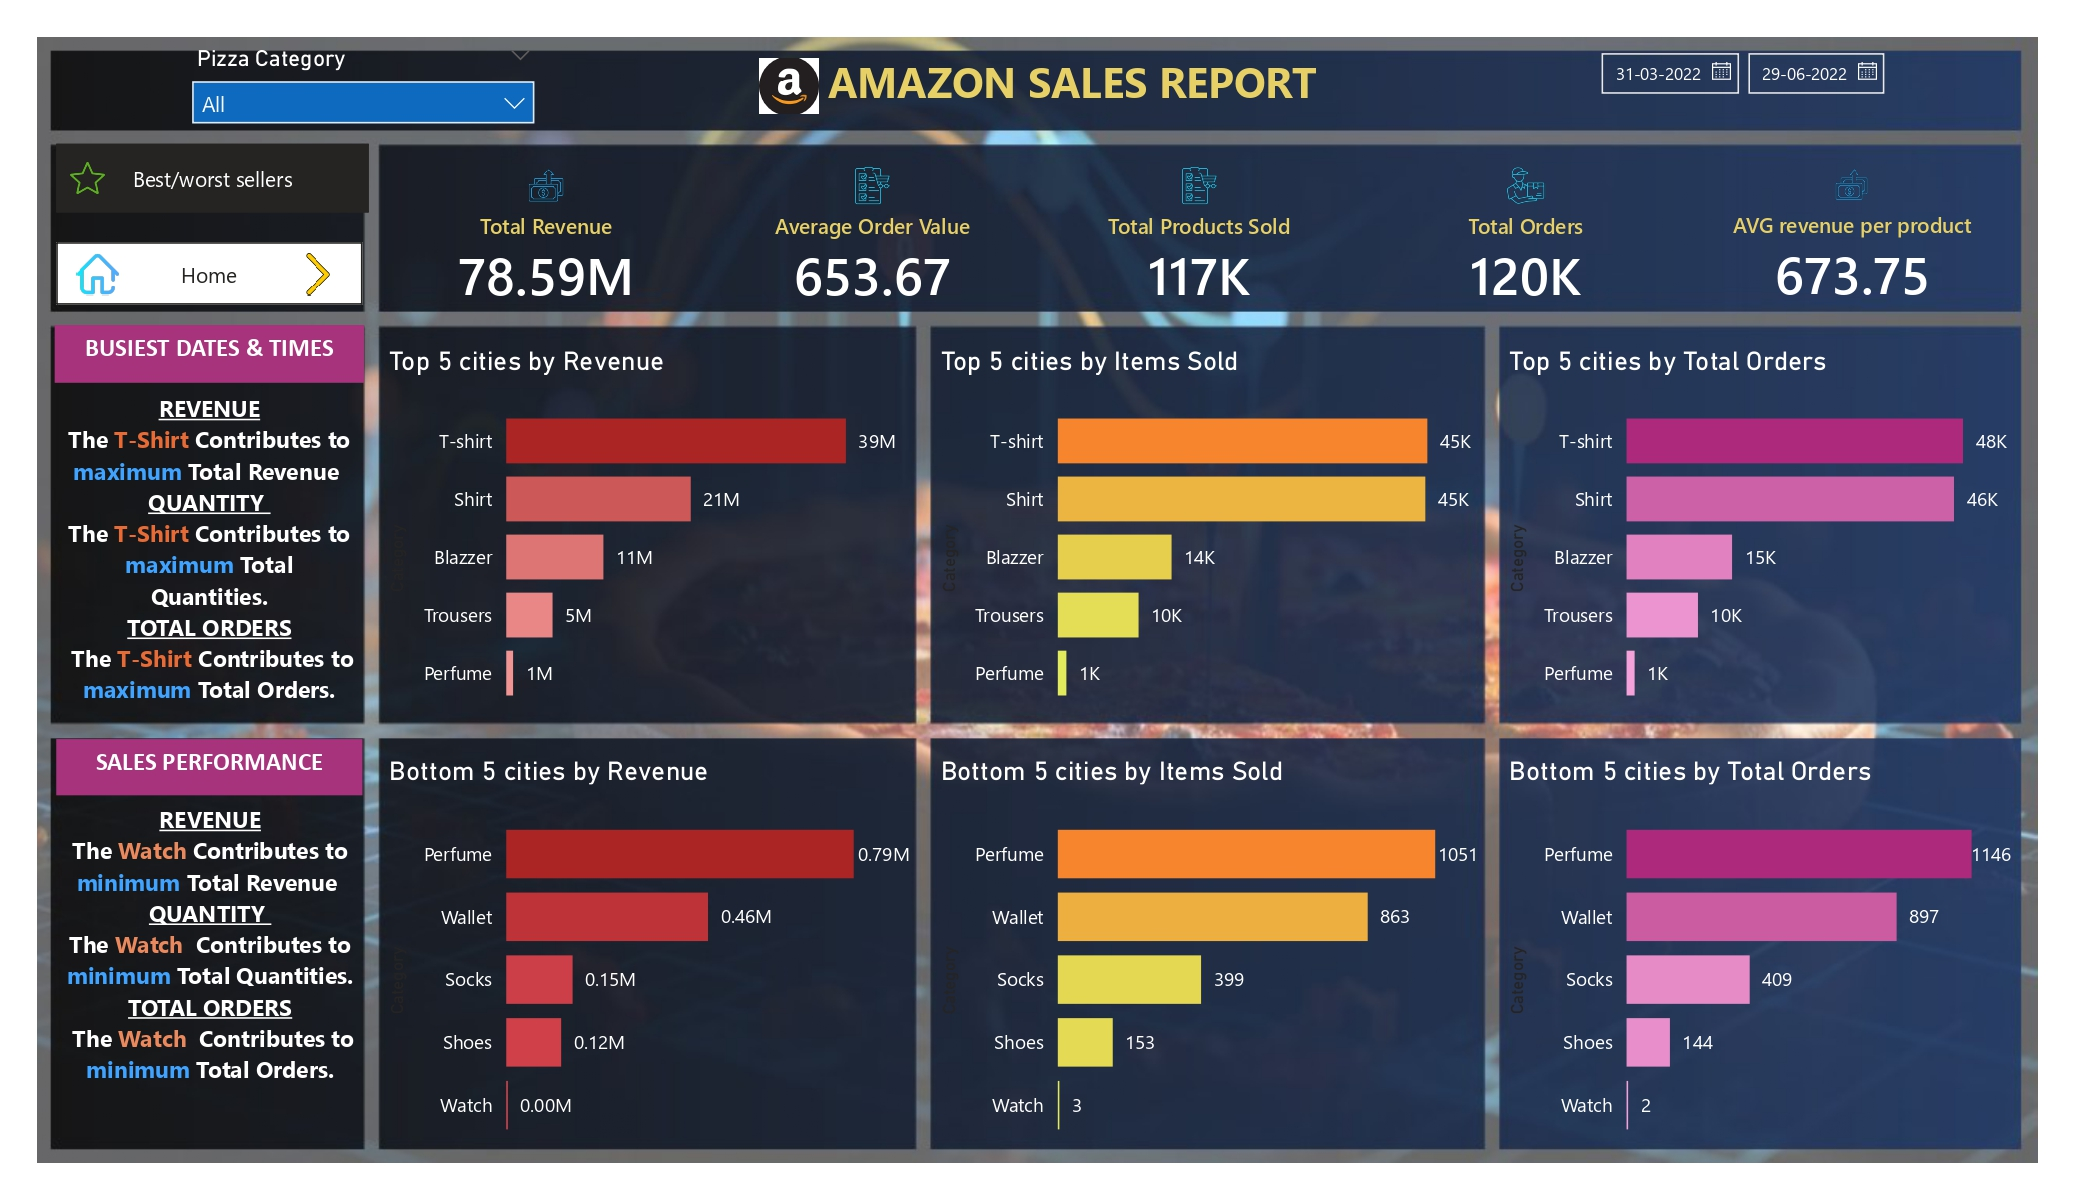 Pizza Category
All
a
AMAZON SALES REPORT
31-03-2022
29-06-2022
Best/worst sellers
Home
Total Revenue
78.59M
Average Order Value
653.67
Total Products Sold
117K
Total Orders
120K
AVG revenue per product
673.75
BUSIEST DATES & TIMES
REVENUE
The T-Shirt Contributes to
maximum Total Revenue
QUANTITY
The T-Shirt Contributes to
maximum Total
Quantities.
TOTAL ORDERS
The T-Shirt Contributes to
maximum Total Orders.
Top 5 cities by Revenue
Category
T-shirt 39M
Shirt 21M
Blazzer 11M
Trousers 5M
Perfume 1M
Top 5 cities by Items Sold
Category
T-shirt 45K
Shirt 45K
Blazzer 14K
Trousers 10K
Perfume 1K
Top 5 cities by Total Orders
Category
T-shirt 48K
Shirt 46K
Blazzer 15K
Trousers 10K
Perfume 1K
SALES PERFORMANCE
REVENUE
The Watch Contributes to
minimum Total Revenue
QUANTITY
The Watch Contributes to
minimum Total Quantities.
TOTAL ORDERS
The Watch Contributes to
minimum Total Orders.
Bottom 5 cities by Revenue
Category
Perfume 0.79M
Wallet 0.46M
Socks 0.15M
Shoes 0.12M
Watch 0.00M
Bottom 5 cities by Items Sold
Category
Perfume 1051
Wallet 863
Socks 399
Shoes 153
Watch 3
Bottom 5 cities by Total Orders
Category
Perfume 1146
Wallet 897
Socks 409
Shoes 144
Watch 2